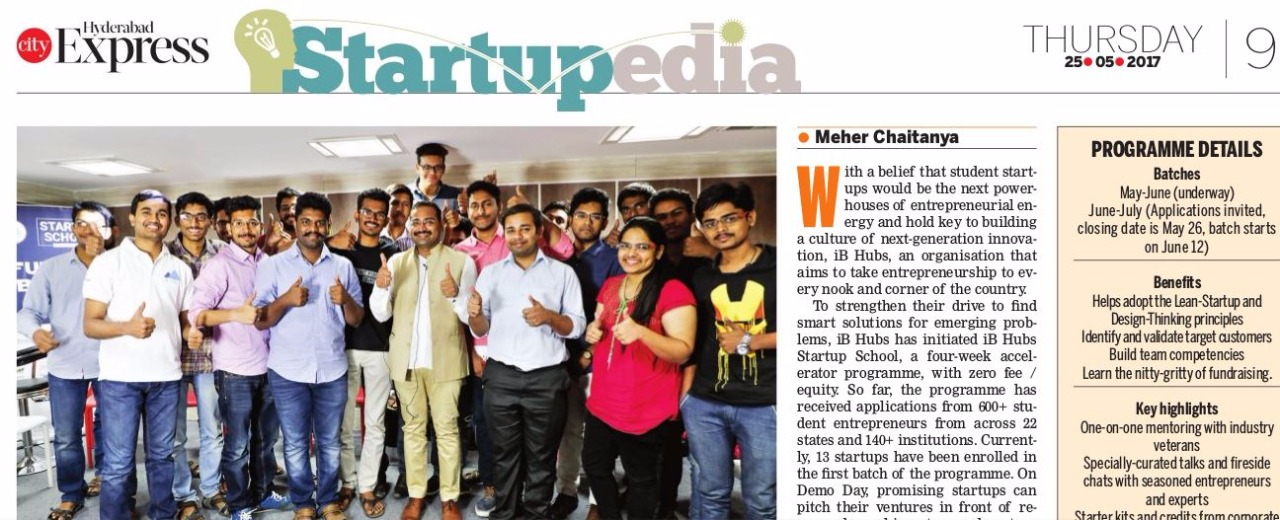 city
Hyderabad
Express
Startupedia
THURSDAY
25•05•2017
9
START
SCHO
FU
• Meher Chaitanya
With a belief that student start-
ups would be the next power-
houses of entrepreneurial en-
ergy and hold key to building
a culture of next-generation innova-
tion, iB Hubs, an organisation that
aims to take entrepreneurship to ev-
ery nook and corner of the country.
To strengthen their drive to find
smart solutions for emerging prob-
lems, iB Hubs has initiated iB Hubs
Startup School, a four-week accel-
erator programme, with zero fee /
equity. So far, the programme has
received applications from 600+ stu-
dent entrepreneurs from across 22
states and 140+ institutions. Current-
ly, 13 startups have been enrolled in
the first batch of the programme. On
Demo Day, promising startups can
pitch their ventures in front of re-
PROGRAMME DETAILS
Batches
May-June (underway)
June-July (Applications invited,
closing date is May 26, batch starts
on June 12)
Benefits
Helps adopt the Lean-Startup and
Design-Thinking principles
Identify and validate target customers
Build team competencies
Learn the nitty-gritty of fundraising.
Key highlights
One-on-one mentoring with industry
veterans
Specially-curated talks and fireside
chats with seasoned entrepreneurs
and experts
Starter kits and credits from corporate